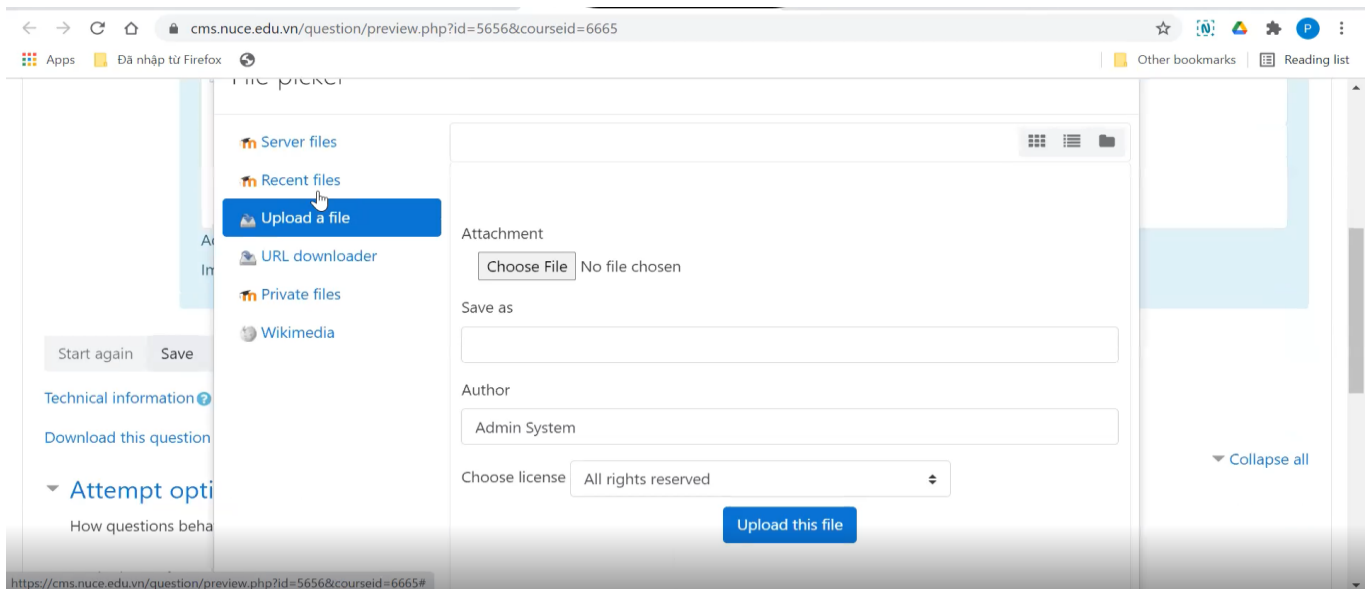 cms.nuce.edu.vn/question/preview.php?id=5656&courseid=6665
P
Apps
Đã nhập từ Firefox
Other bookmarks
Reading list
File picker
Server files
Recent files
Upload a file
URL downloader
Private files
Wikimedia
Attachment
Choose File No file chosen
Save as
Author
Admin System
Choose license All rights reserved
Upload this file
Start again Save
Technical information
Download this question
Collapse all
Attempt opti
How questions beha
https://cms.nuce.edu.vn/question/preview.php?id=5656&courseid=6665#